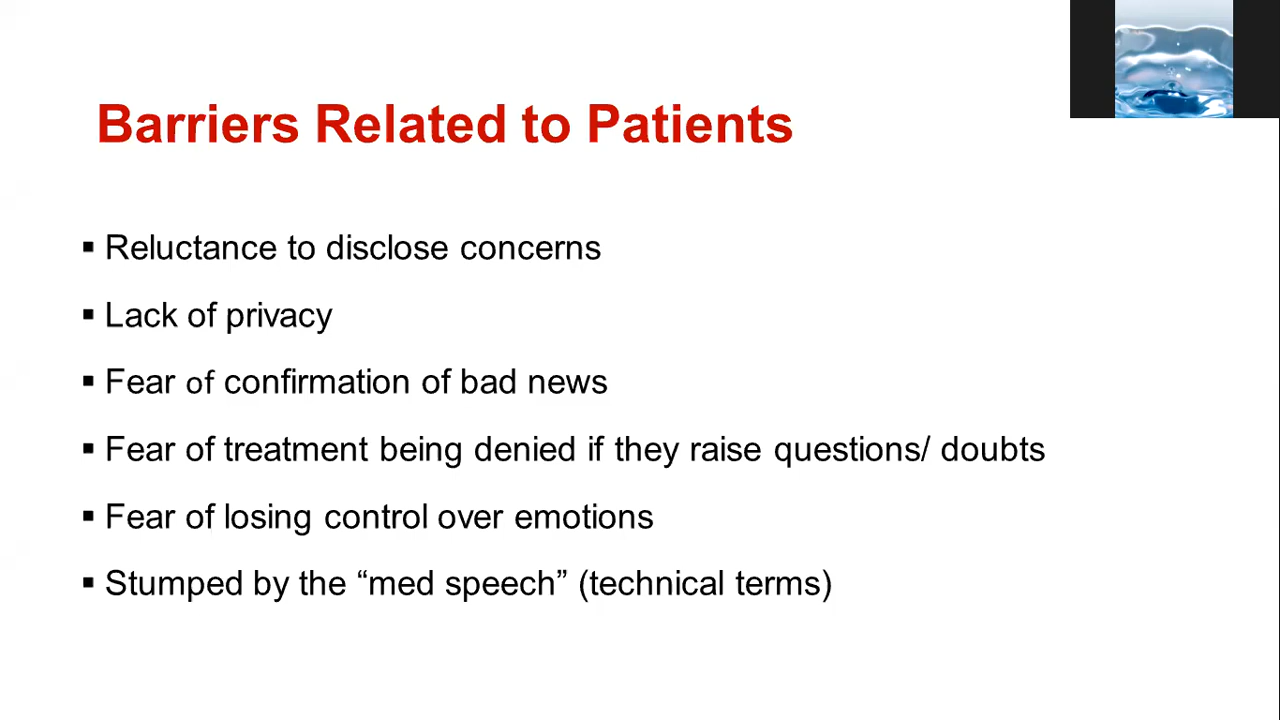 Barriers Related to Patients
▪ Reluctance to disclose concerns
▪ Lack of privacy
▪ Fear of confirmation of bad news
▪ Fear of treatment being denied if they raise questions/ doubts
▪ Fear of losing control over emotions
▪ Stumped by the “med speech” (technical terms)